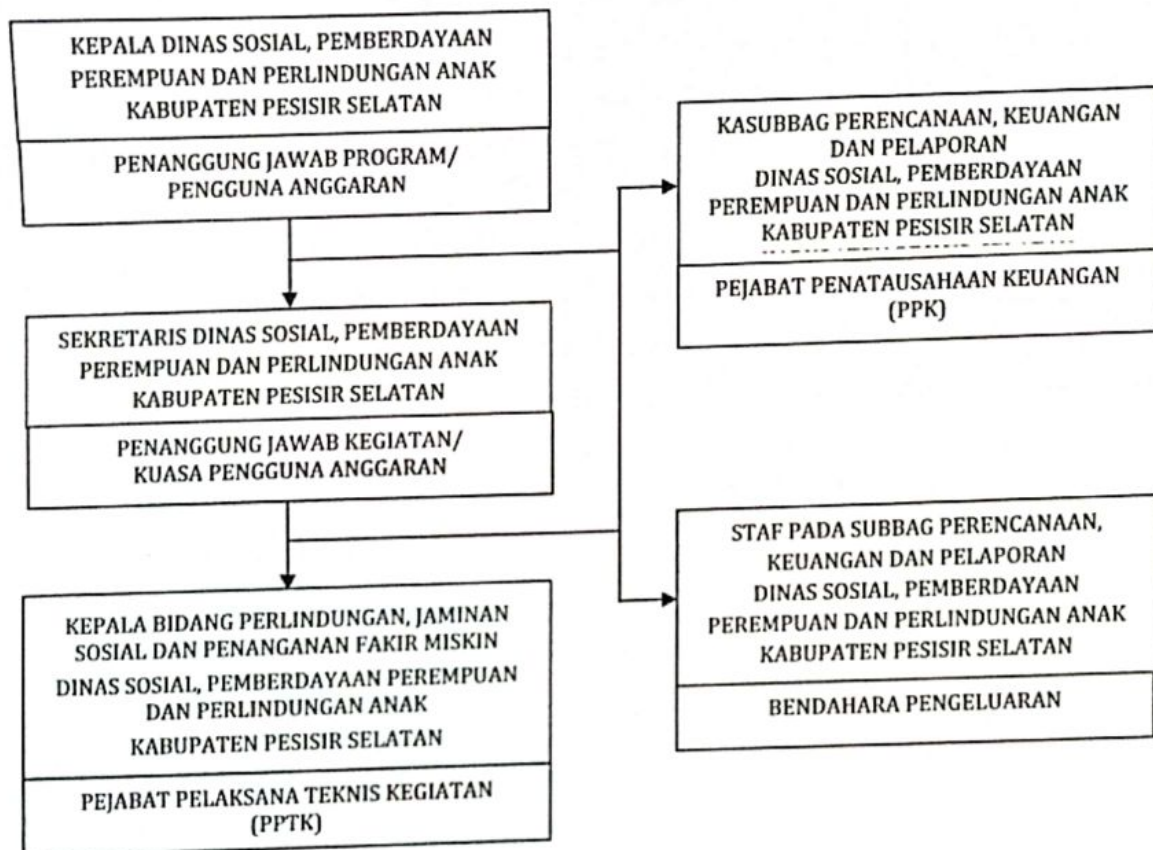 KEPALA DINAS SOSIAL, PEMBERDAYAAN
PEREMPUAN DAN PERLINDUNGAN ANAK
KABUPATEN PESISIR SELATAN
PENANGGUNG JAWAB PROGRAM/
PENGGUNA ANGGARAN
KASUBBAG PERENCANAAN, KEUANGAN
DAN PELAPORAN
DINAS SOSIAL, PEMBERDAYAAN
PEREMPUAN DAN PERLINDUNGAN ANAK
KABUPATEN PESISIR SELATAN
PEJABAT PENATAUSAHAAN KEUANGAN
(PPK)
SEKRETARIS DINAS SOSIAL, PEMBERDAYAAN
PEREMPUAN DAN PERLINDUNGAN ANAK
KABUPATEN PESISIR SELATAN
PENANGGUNG JAWAB KEGIATAN/
KUASA PENGGUNA ANGGARAN
STAF PADA SUBBAG PERENCANAAN,
KEUANGAN DAN PELAPORAN
DINAS SOSIAL, PEMBERDAYAAN
PEREMPUAN DAN PERLINDUNGAN ANAK
KABUPATEN PESISIR SELATAN
BENDAHARA PENGELUARAN
KEPALA BIDANG PERLINDUNGAN, JAMINAN
SOSIAL DAN PENANGANAN FAKIR MISKIN
DINAS SOSIAL, PEMBERDAYAAN PEREMPUAN
DAN PERLINDUNGAN ANAK
KABUPATEN PESISIR SELATAN
PEJABAT PELAKSANA TEKNIS KEGIATAN
(PPTK)